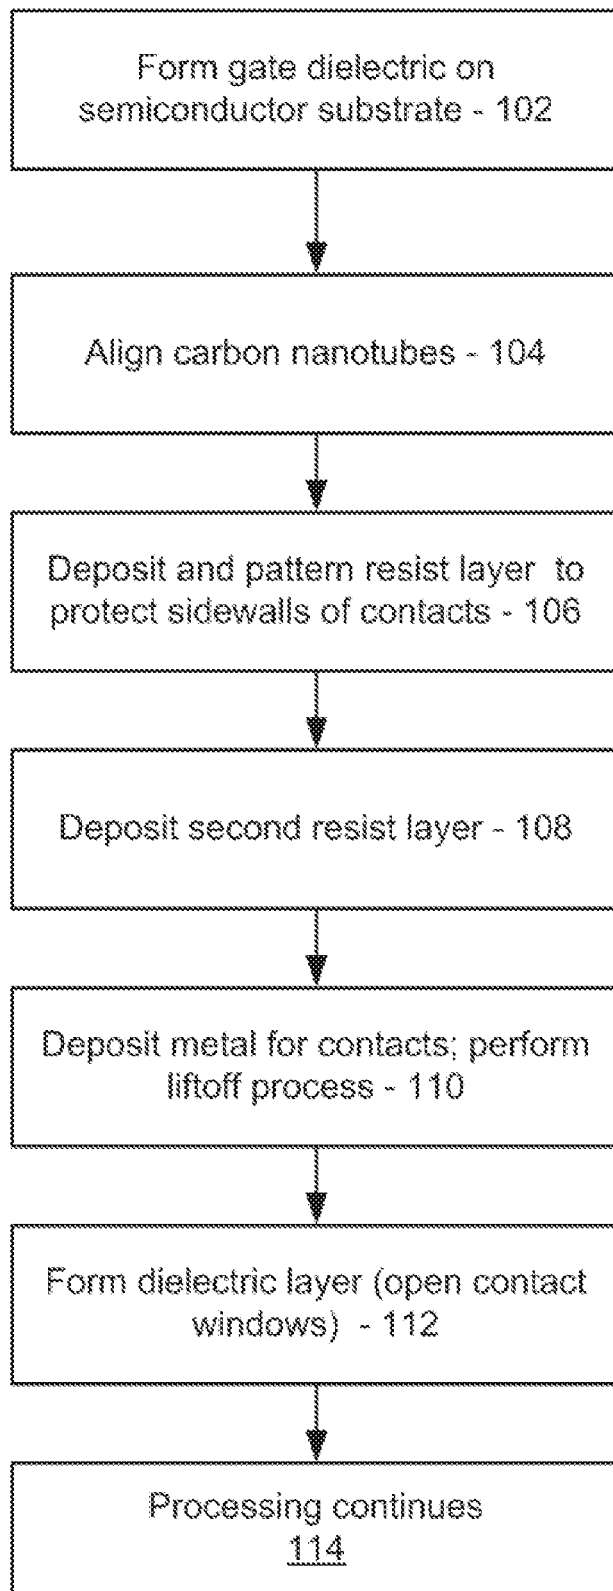 Form gate dielectric on
semiconductor substrate - 102
Align carbon nanotubes - 104
Deposit and pattern resist layer to
protect sidewalls of contacts - 106
Deposit second resist layer - 108
Deposit metal for contacts; perform
liftoff process - 110
Form dielectric layer (open contact
windows) - 112
Processing continues
114